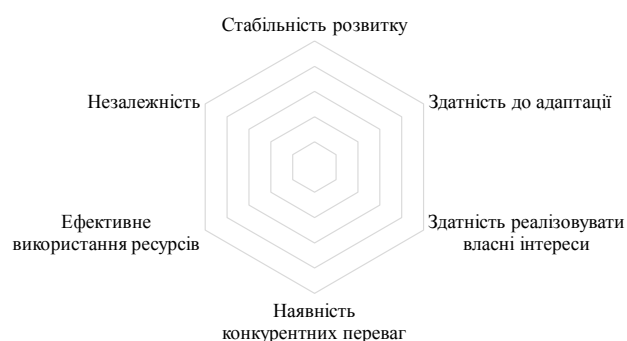 Стабільність розвитку
Незалежність
Здатність до адаптації
Ефективне
використання ресурсів
Здатність реалізовувати
власні інтереси
Наявність
конкурентних переваг